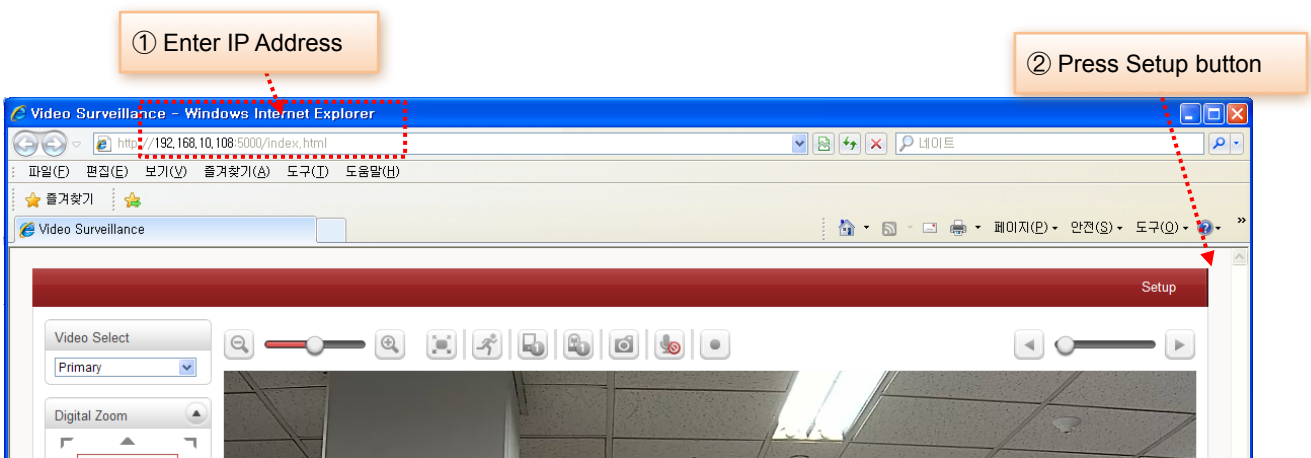 ① Enter IP Address
② Press Setup button
Video Surveillance - Windows Internet Explorer
http://192,168,10,108:5000/index,html
네이트
파일(F) 편집(E) 보기(V) 즐겨찾기(A) 도구(T) 도움말(H)
즐겨찾기
Video Surveillance
페이지(P) 안전(S) 도구(O) »
Setup
Video Select
Primary
Digital Zoom